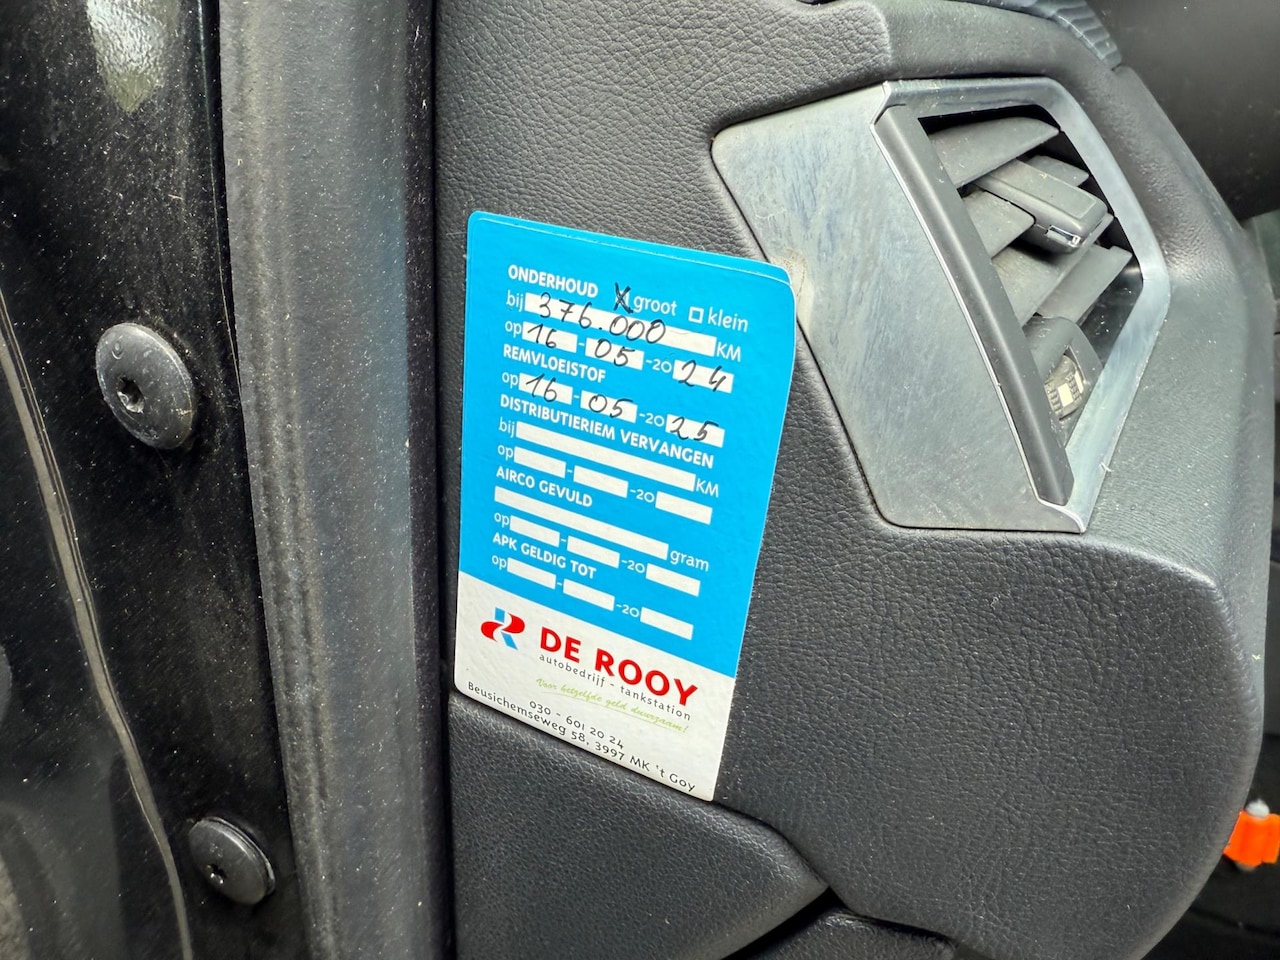 ONDERHOUD X groot klein
bij 376.000 KM
op 16 - 05 -20 24
REMVLOEISTOF
op 16 - 05 -20 25
DISTRIBUTIERIEM VERVANGEN
bij KM
op - -20
AIRCO GEVULD
gram
op - -20
APK GELDIG TOT
op - -20
DE ROOY
autobedrijf - tankstation
Voor hetzelfde geld duurzaam!
030 - 601 20 24
Beusichemseweg 58, 3997 MK 't Goy